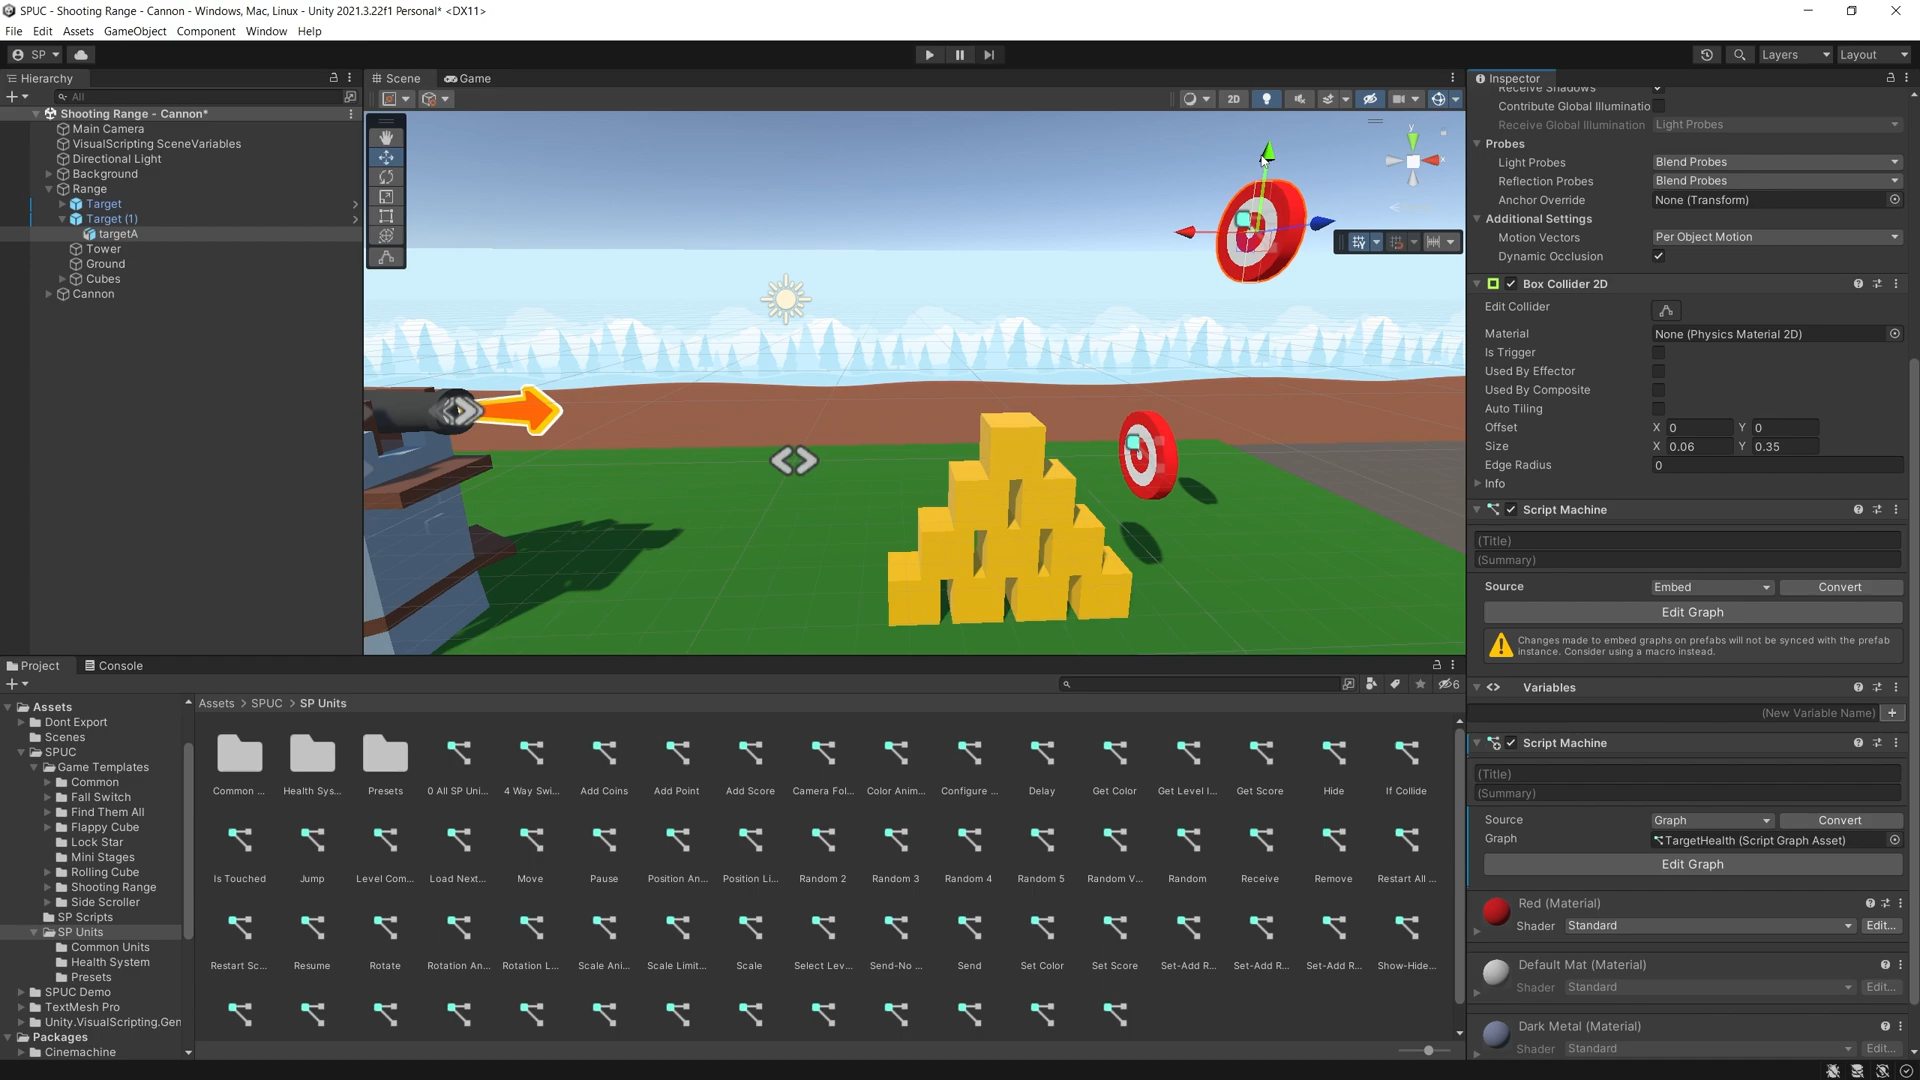 SPUC - Shooting Range - Cannon - Windows, Mac, Linux - Unity 2021.3.22f1 Personal* <DX11>
File Edit Assets GameObject Component Window Help
SP Layers Layout
Hierarchy
All
Shooting Range - Cannon*
Main Camera
VisualScripting SceneVariables
Directional Light
Background
Range
Target
Target (1)
targetA
Tower
Ground
Cubes
Cannon
Scene Game
2D
y
x
Inspector
Receive Shadows
Contribute Global Illuminatio
Receive Global Illumination Light Probes
Probes
Light Probes Blend Probes
Reflection Probes Blend Probes
Anchor Override None (Transform)
Additional Settings
Motion Vectors Per Object Motion
Dynamic Occlusion
Box Collider 2D
Edit Collider
Material None (Physics Material 2D)
Is Trigger
Used By Effector
Used By Composite
Auto Tiling
Offset X 0 Y 0
Size X 0.06 Y 0.35
Edge Radius 0
Info
Script Machine
(Title)
(Summary)
Source Embed Convert
Edit Graph
Changes made to embed graphs on prefabs will not be synced with the prefab
instance. Consider using a macro instead.
Variables
(New Variable Name) +
Script Machine
(Title)
(Summary)
Source Graph Convert
Graph TargetHealth (Script Graph Asset)
Edit Graph
Red (Material)
Shader Standard Edit...
Default Mat (Material)
Shader Standard Edit...
Dark Metal (Material)
Shader Standard Edit...
Project Console
6
Assets
Dont Export
Scenes
SPUC
Game Templates
Common
Fall Switch
Find Them All
Flappy Cube
Lock Star
Mini Stages
Rolling Cube
Shooting Range
Side Scroller
SP Scripts
SP Units
Common Units
Health System
Presets
SPUC Demo
TextMesh Pro
Unity.VisualScripting.Gen
Packages
Cinemachine
Assets > SPUC > SP Units
Common ... Health Sys... Presets 0 All SP Uni... 4 Way Swi... Add Coins Add Point Add Score Camera Fol... Color Anim... Configure ... Delay Get Color Get Level I... Get Score Hide If Collide
Is Touched Jump Level Com... Load Next... Move Pause Position An... Position Li... Random 2 Random 3 Random 4 Random 5 Random V... Random Receive Remove Restart All ...
Restart Sc... Resume Rotate Rotation An... Rotation L... Scale Ani... Scale Limit... Scale Select Lev... Send-No ... Send Set Color Set Score Set-Add R... Set-Add R... Set-Add R... Show-Hide...